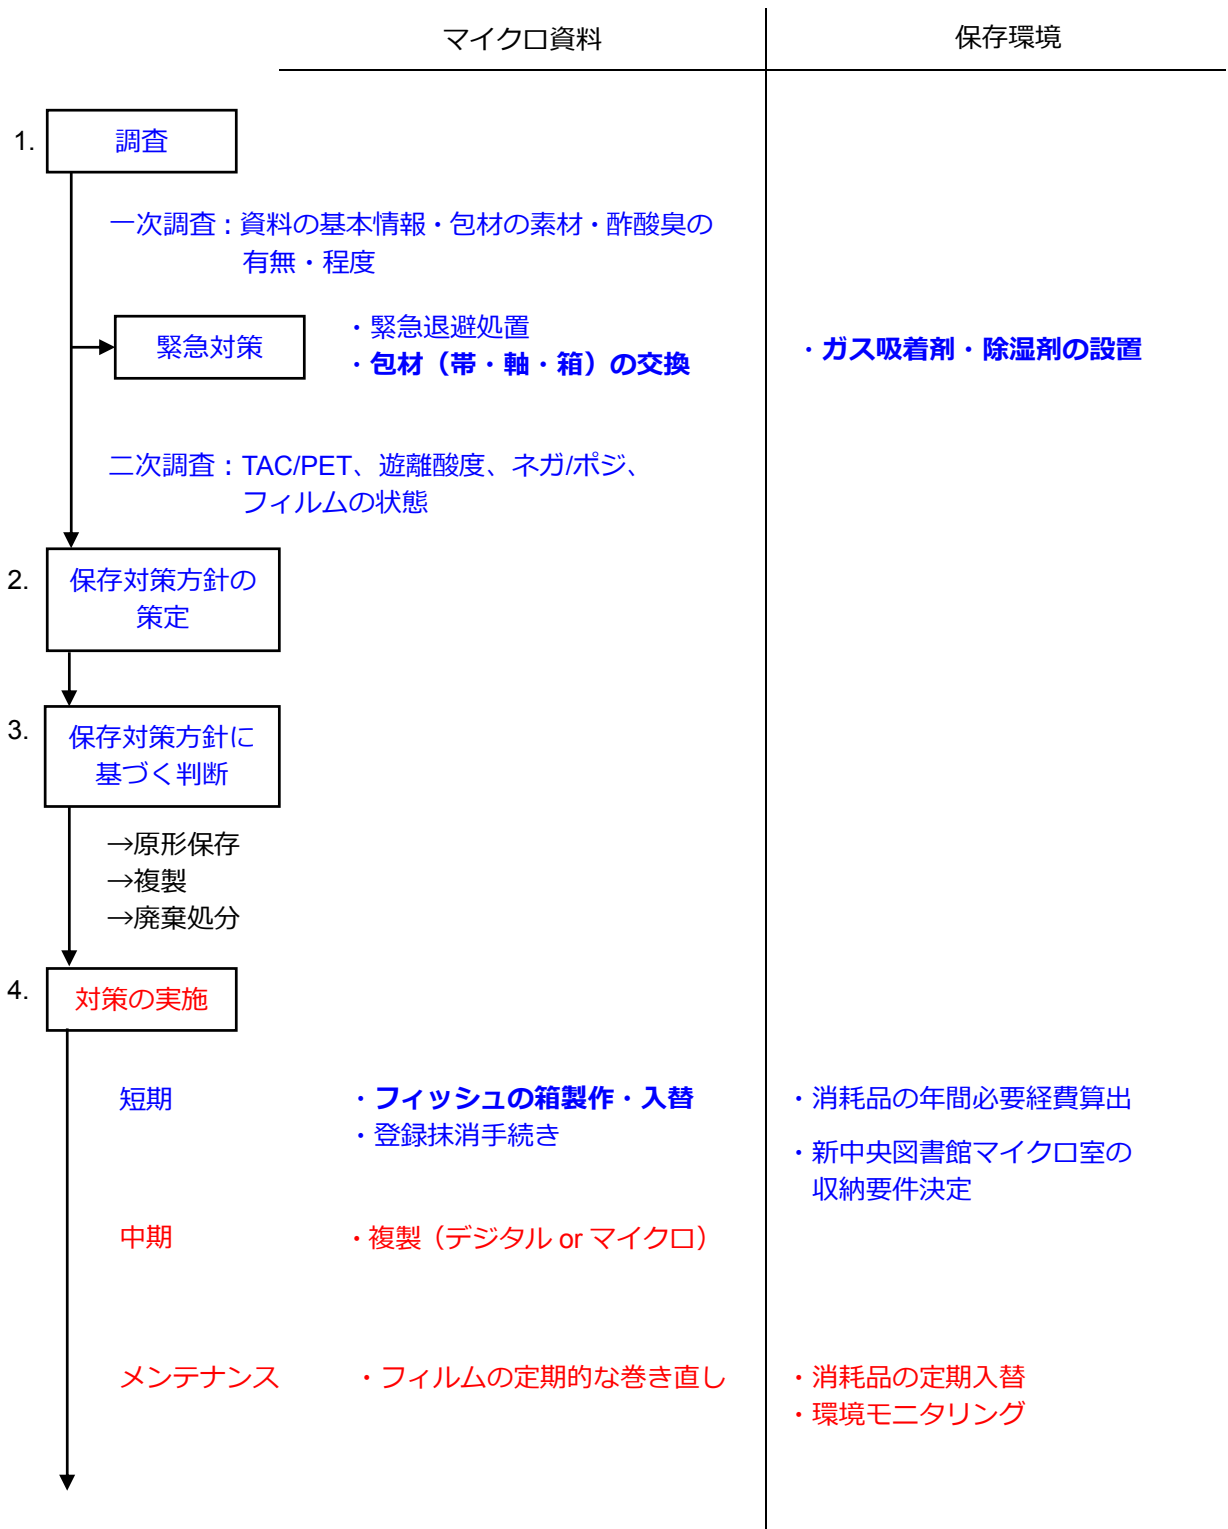 マイクロ資料
保存環境
1.
調査
一次調査：資料の基本情報・包材の素材・酢酸臭の
有無・程度
緊急対策
・緊急退避処置
・包材（帯・軸・箱）の交換
・ガス吸着剤・除湿剤の設置
二次調査：TAC/PET、遊離酸度、ネガ/ポジ、
フィルムの状態
2.
保存対策方針の
策定
3.
保存対策方針に
基づく判断
→原形保存
→複製
→廃棄処分
4.
対策の実施
短期
・フィッシュの箱製作・入替
・登録抹消手続き
・消耗品の年間必要経費算出
・新中央図書館マイクロ室の
収納要件決定
中期
・複製（デジタル or マイクロ）
メンテナンス
・フィルムの定期的な巻き直し
・消耗品の定期入替
・環境モニタリング